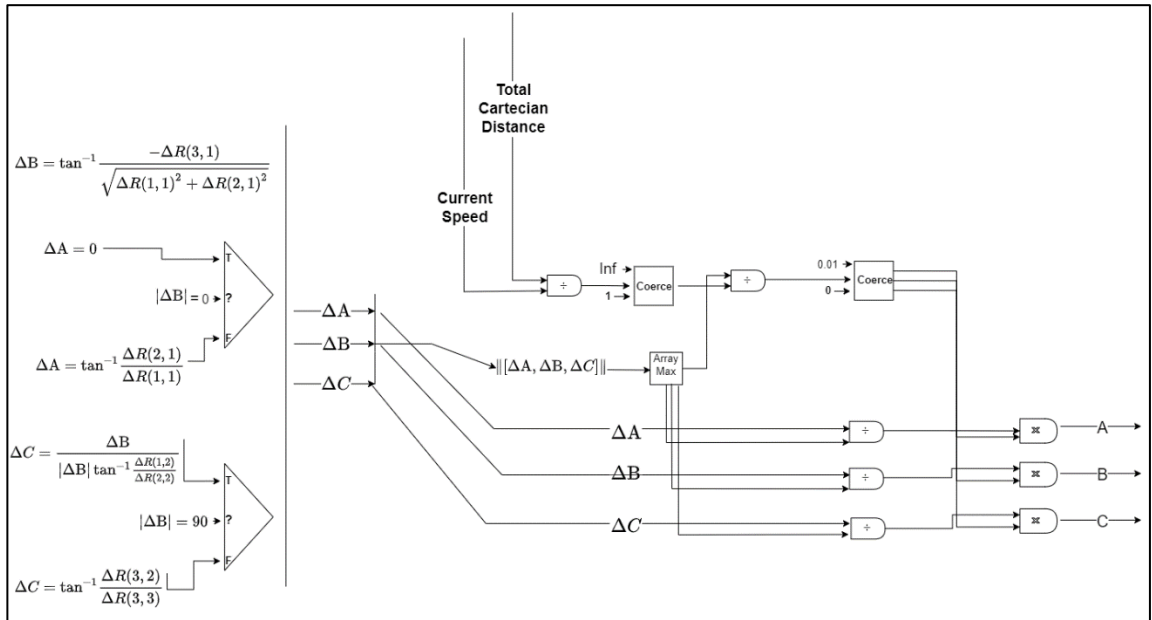 Total
Cartecian
Distance
ΔB = tan⁻¹ −ΔR(3,1) / √(ΔR(1,1)² + ΔR(2,1)²)
Current
Speed
ΔA = 0
T
|ΔB| = 0
?
F
ΔA = tan⁻¹ ΔR(2,1) / ΔR(1,1)
Inf
1
Coerce
÷
÷
0.01
0
Coerce
ΔA
ΔB
ΔC
‖[ΔA, ΔB, ΔC]‖
Array
Max
ΔA
÷
×
A
ΔC = ΔB / |ΔB| tan⁻¹ ΔR(1,2) / ΔR(2,2)
T
ΔB
÷
×
B
|ΔB| = 90
?
ΔC
÷
×
C
F
ΔC = tan⁻¹ ΔR(3,2) / ΔR(3,3)